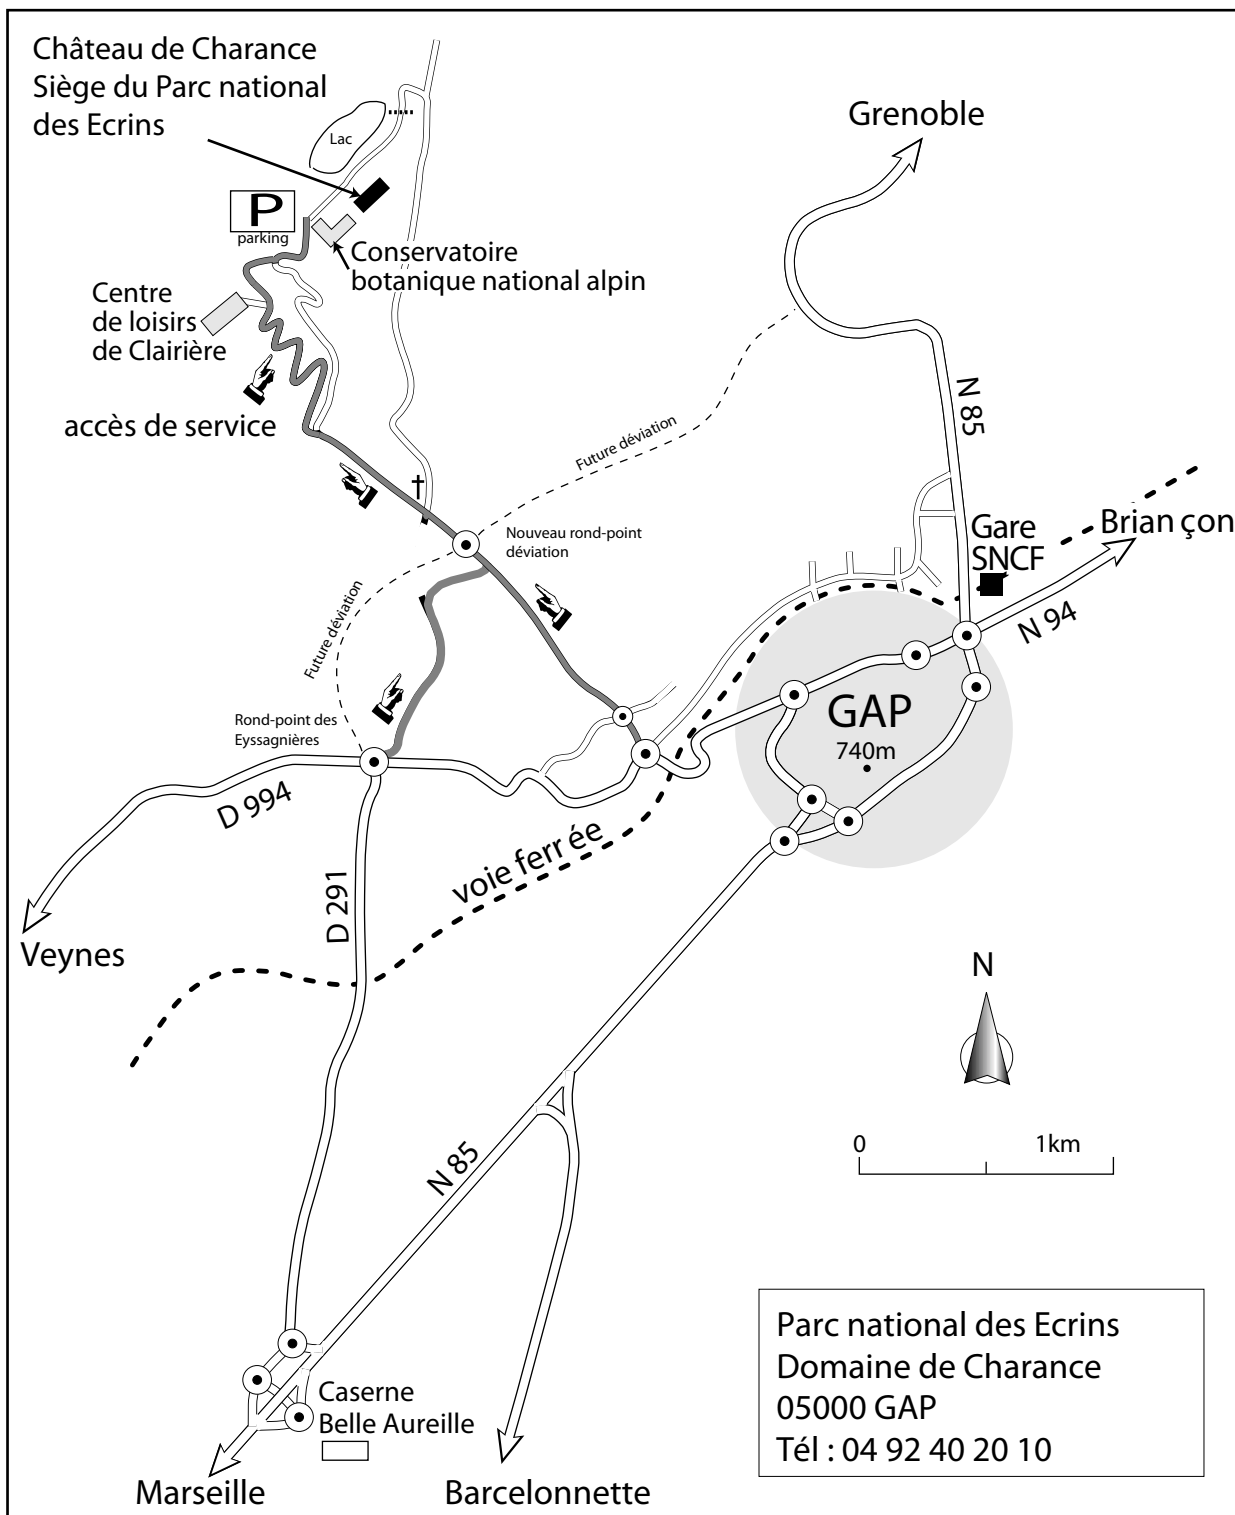 Château de Charance
Siège du Parc national
des Ecrins
Lac
Grenoble
P
parking
Conservatoire
botanique national alpin
Centre
de loisirs
de Clairière
accès de service
Future déviation
N 85
Nouveau rond-point
déviation
Gare
SNCF
Brian çon
N 94
Future déviation
Rond-point des
Eyssagnières
GAP
740m
D 994
voie ferr ée
D 291
Veynes
N
0 1km
N 85
Caserne
Belle Aureille
Marseille
Barcelonnette
Parc national des Ecrins
Domaine de Charance
05000 GAP
Tél : 04 92 40 20 10